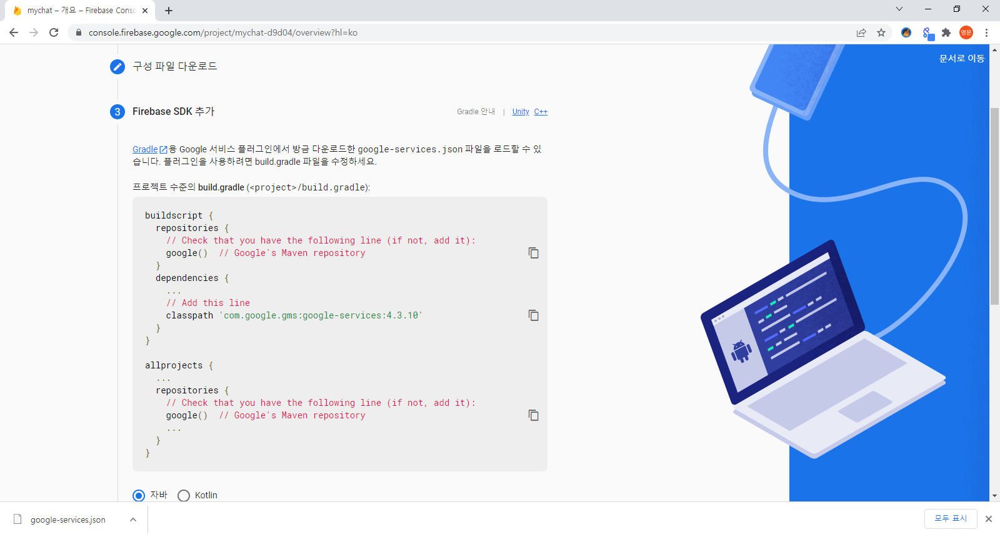 mychat – 개요 – Firebase Conso
console.firebase.google.com/project/mychat-d9d04/overview?hl=ko
영문
문서로 이동
구성 파일 다운로드
3 Firebase SDK 추가
Gradle 안내 | Unity C++
Gradle용 Google 서비스 플러그인에서 방금 다운로드한 google-services.json 파일을 로드할 수 있
습니다. 플러그인을 사용하려면 build.gradle 파일을 수정하세요.
프로젝트 수준의 build.gradle (<project>/build.gradle):
buildscript {
  repositories {
    // Check that you have the following line (if not, add it):
    google()  // Google's Maven repository
  }
  dependencies {
    ...
    // Add this line
    classpath 'com.google.gms:google-services:4.3.10'
  }
}
allprojects {
  ...
  repositories {
    // Check that you have the following line (if not, add it):
    google()  // Google's Maven repository
    ...
  }
}
자바 Kotlin
google-services.json
모두 표시